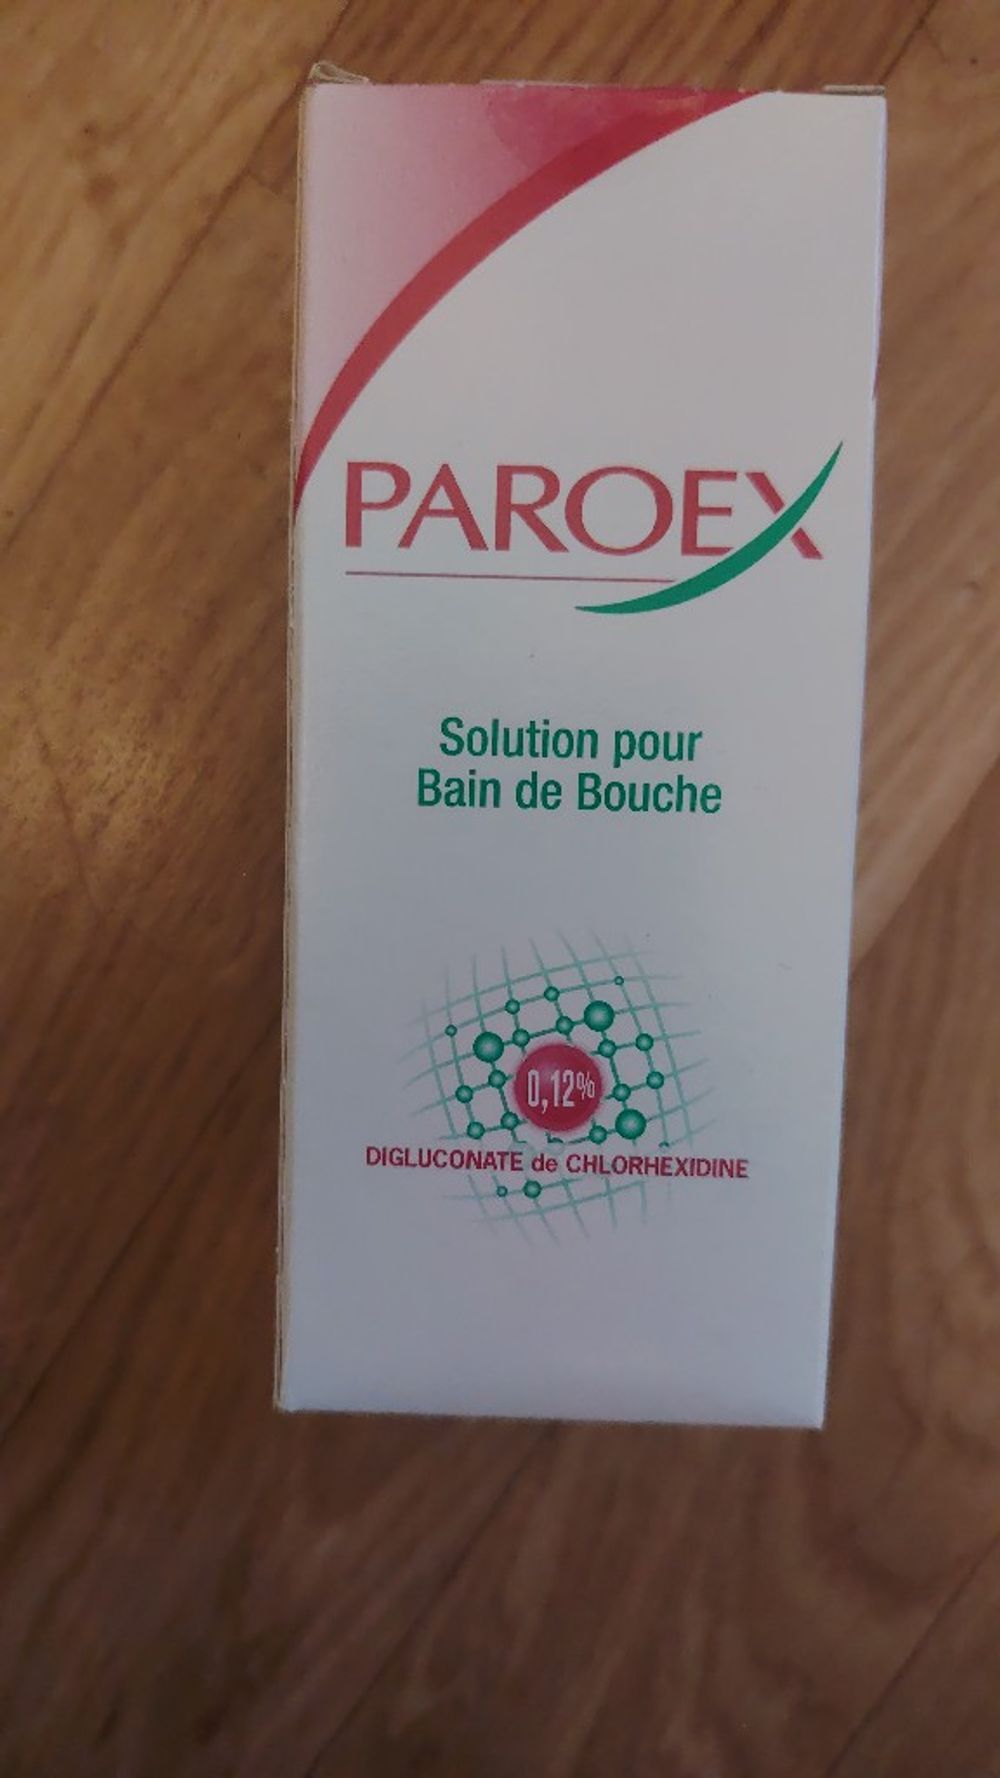 PAROEX
Solution pour
Bain de Bouche
0,12%
DIGLUCONATE de CHLORHEXIDINE